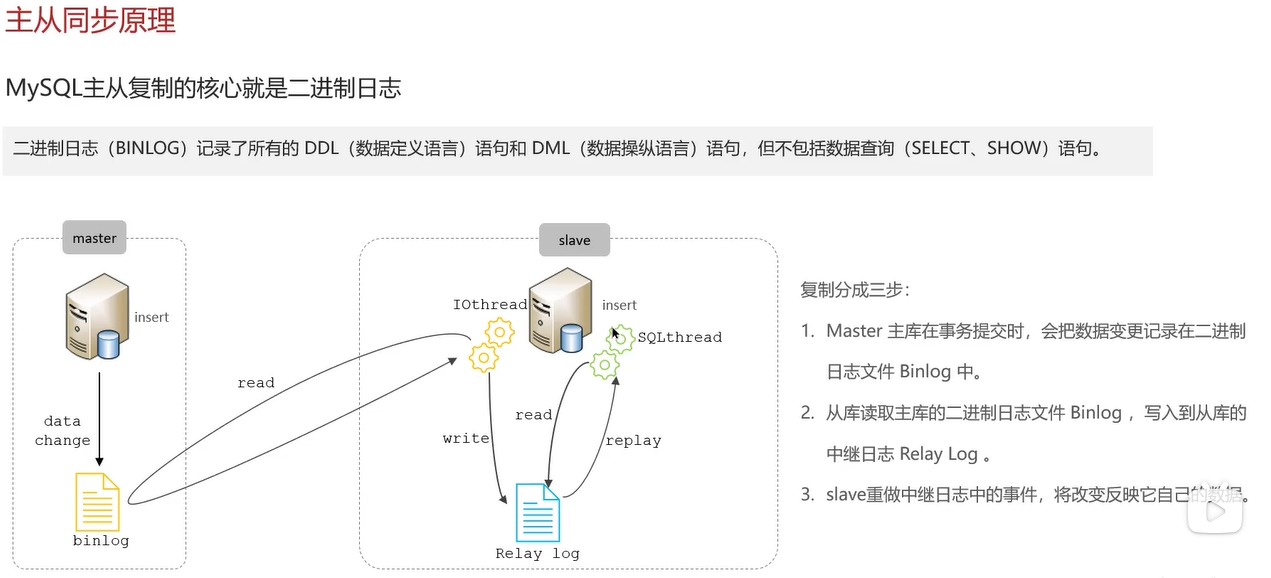 主从同步原理
MySQL主从复制的核心就是二进制日志
二进制日志（BINLOG）记录了所有的 DDL（数据定义语言）语句和 DML（数据操纵语言）语句，但不包括数据查询（SELECT、SHOW）语句。
master
insert
data
change
binlog
read
slave
IOthread
insert
SQLthread
write
read
replay
Relay log
复制分成三步：
1. Master 主库在事务提交时，会把数据变更记录在二进制
日志文件 Binlog 中。
2. 从库读取主库的二进制日志文件 Binlog ，写入到从库的
中继日志 Relay Log 。
3. slave重做中继日志中的事件，将改变反映它自己的数据。